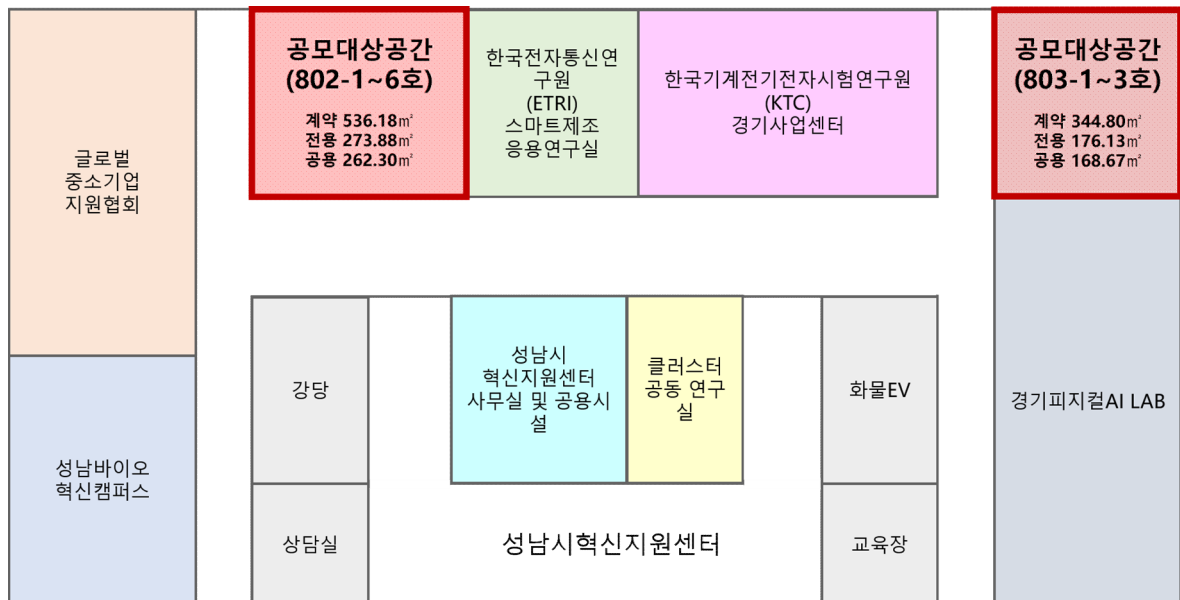 공모대상공간
(802-1~6호)
계약 536.18㎡
전용 273.88㎡
공용 262.30㎡
한국전자통신연
구원
(ETRI)
스마트제조
응용연구실
한국기계전기전자시험연구원
(KTC)
경기사업센터
공모대상공간
(803-1~3호)
계약 344.80㎡
전용 176.13㎡
공용 168.67㎡
글로벌
중소기업
지원협회
성남바이오
혁신캠퍼스
강당
상담실
성남시
혁신지원센터
사무실 및 공용시
설
클러스터
공동 연구
실
화물EV
교육장
경기피지컬AI LAB
성남시혁신지원센터